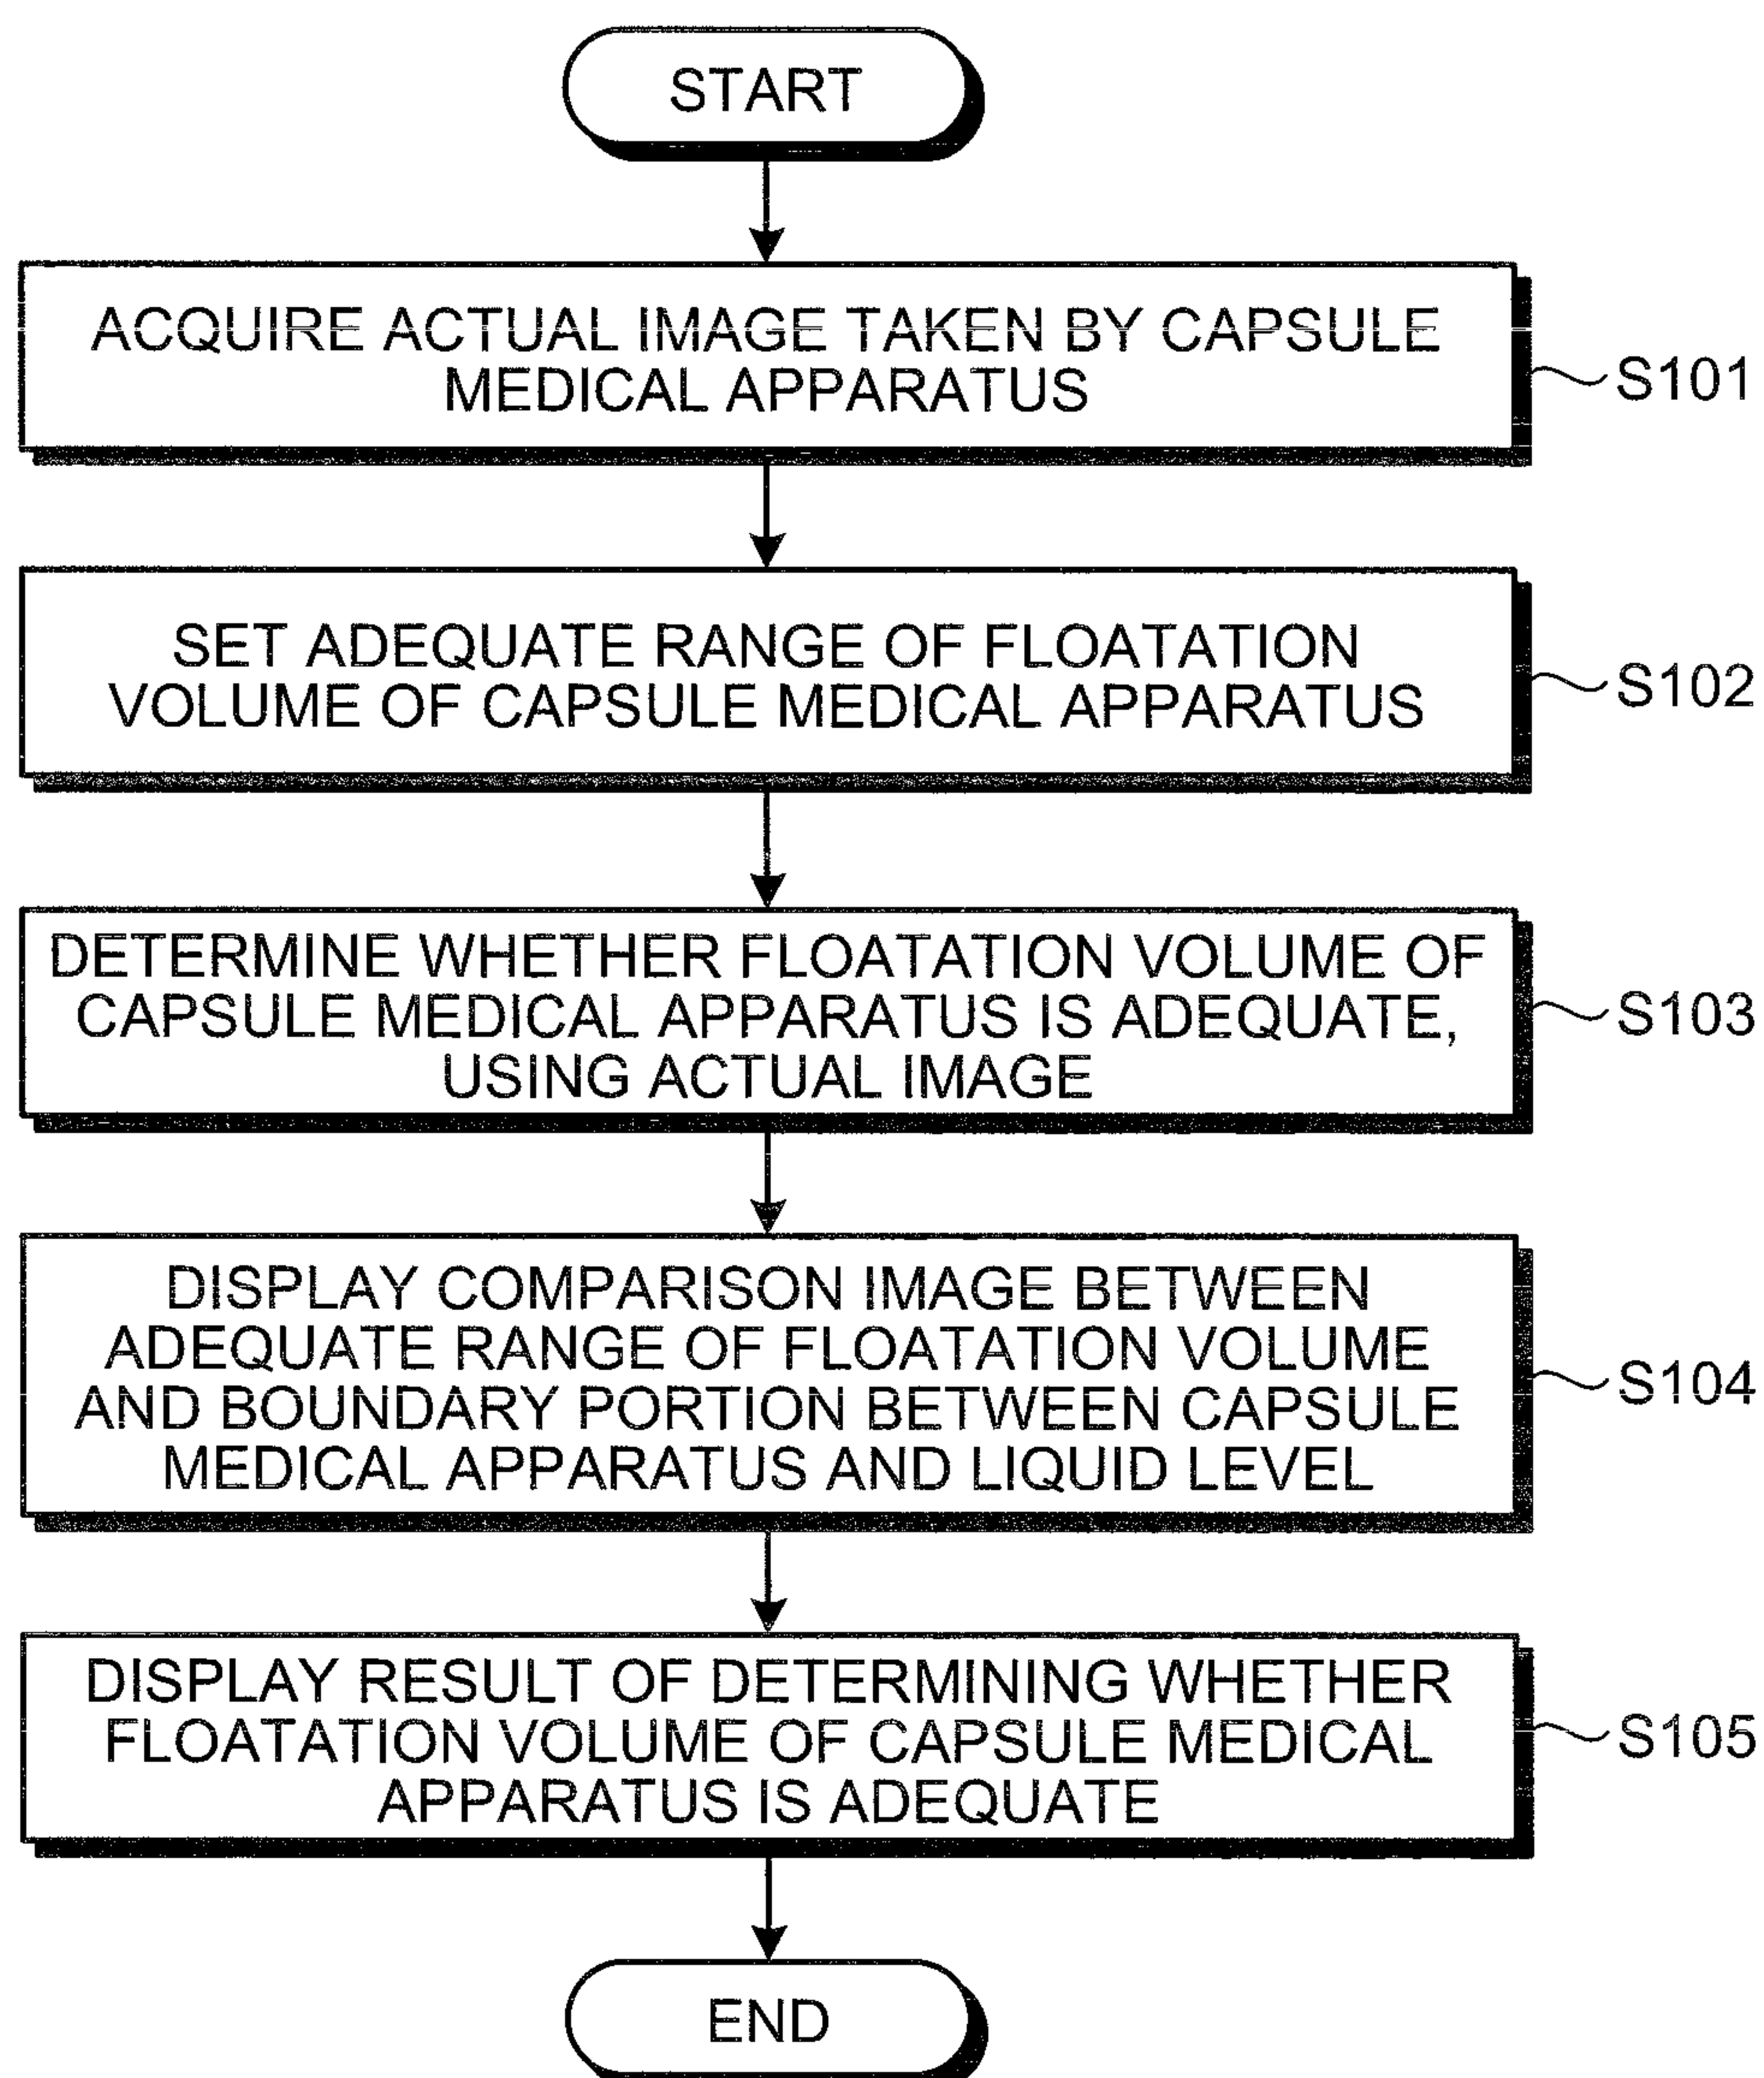 START
ACQUIRE ACTUAL IMAGE TAKEN BY CAPSULE
MEDICAL APPARATUS
S101
SET ADEQUATE RANGE OF FLOATATION
VOLUME OF CAPSULE MEDICAL APPARATUS
S102
DETERMINE WHETHER FLOATATION VOLUME OF
CAPSULE MEDICAL APPARATUS IS ADEQUATE,
USING ACTUAL IMAGE
S103
DISPLAY COMPARISON IMAGE BETWEEN
ADEQUATE RANGE OF FLOATATION VOLUME
AND BOUNDARY PORTION BETWEEN CAPSULE
MEDICAL APPARATUS AND LIQUID LEVEL
S104
DISPLAY RESULT OF DETERMINING WHETHER
FLOATATION VOLUME OF CAPSULE MEDICAL
APPARATUS IS ADEQUATE
S105
END